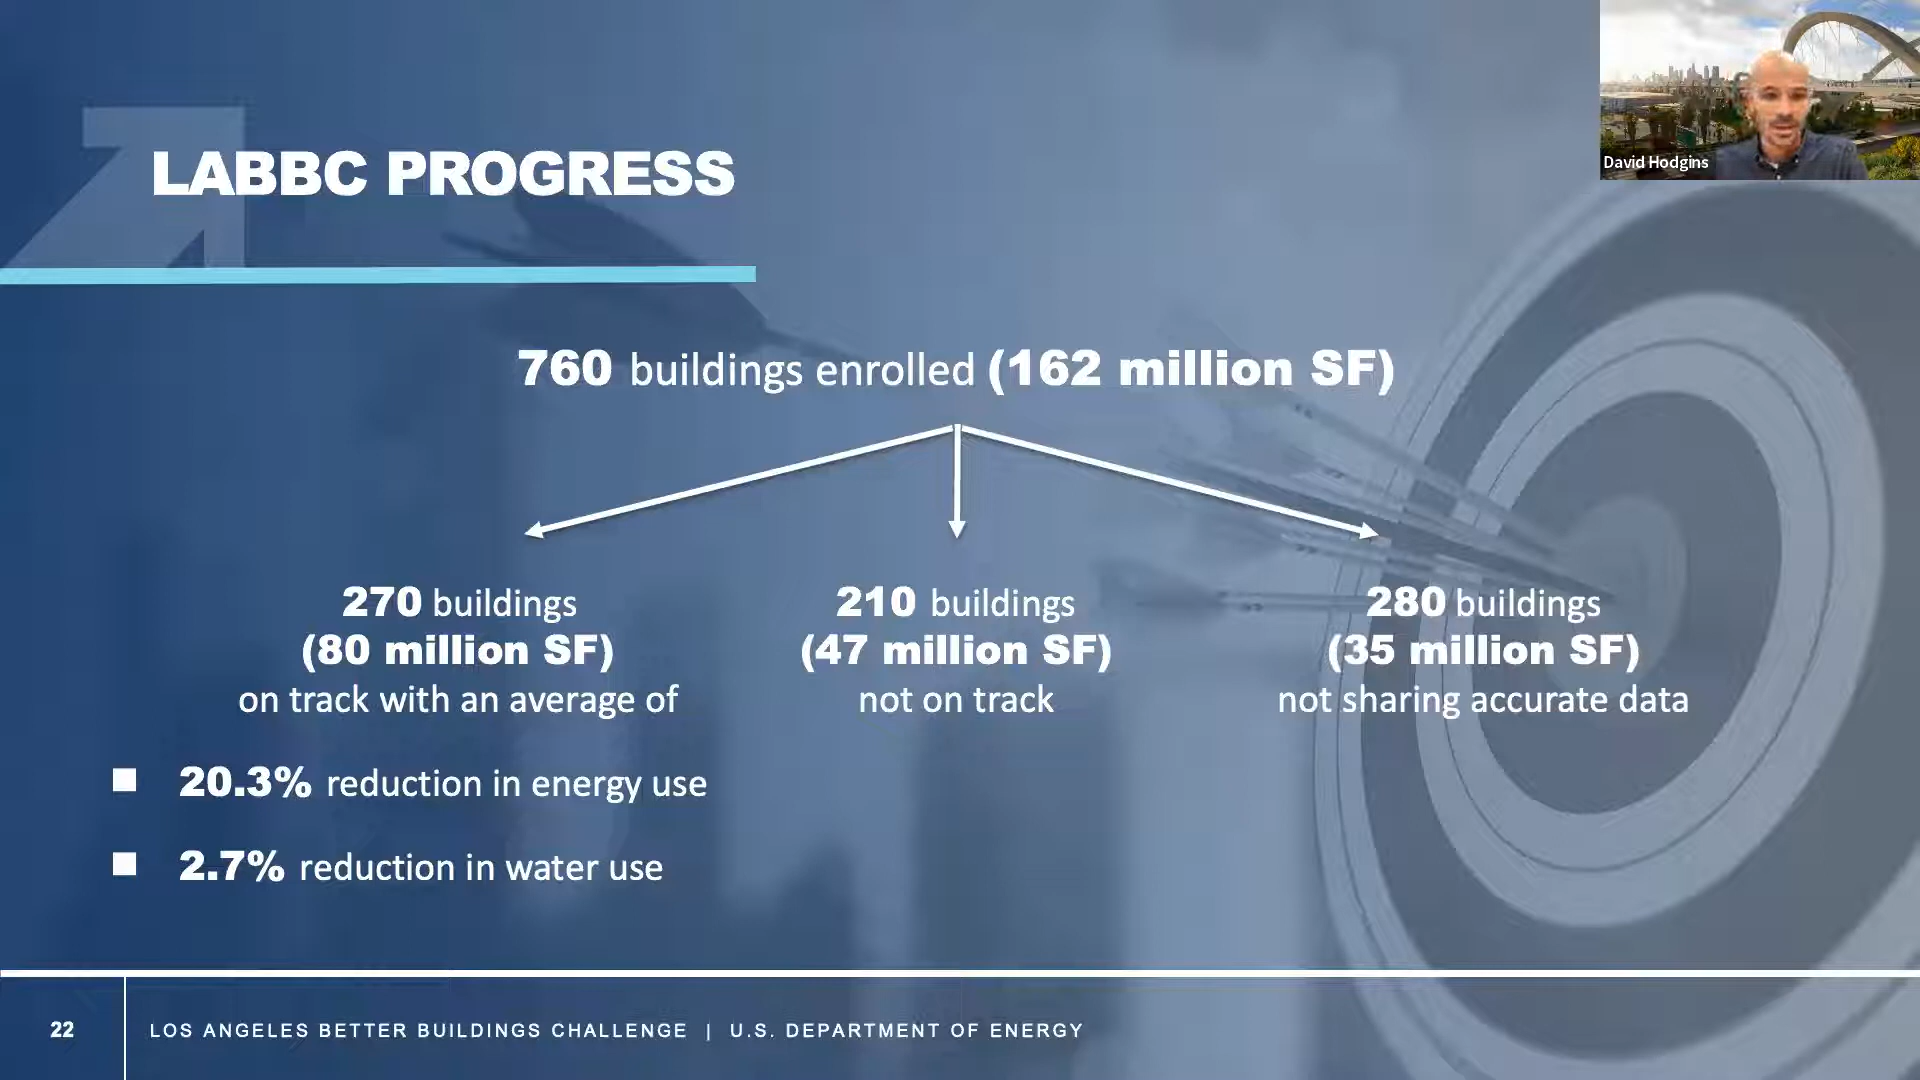 David Hodgins
LABBC PROGRESS
760 buildings enrolled (162 million SF)
270 buildings
(80 million SF)
on track with an average of
210 buildings
(47 million SF)
not on track
280 buildings
(35 million SF)
not sharing accurate data
20.3% reduction in energy use
2.7% reduction in water use
22
LOS ANGELES BETTER BUILDINGS CHALLENGE | U.S. DEPARTMENT OF ENERGY